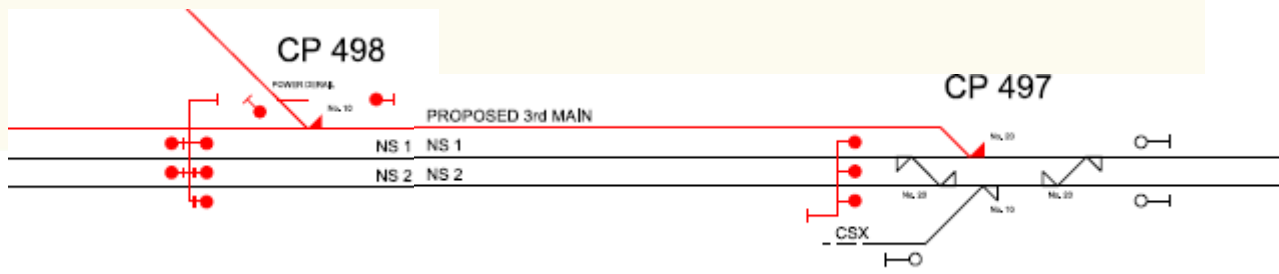 CP 498
POWER DERAIL
No. 10
CP 497
PROPOSED 3rd MAIN
No. 20
NS 1 NS 1
NS 2 NS 2
No. 20
No. 10
No. 20
CSX